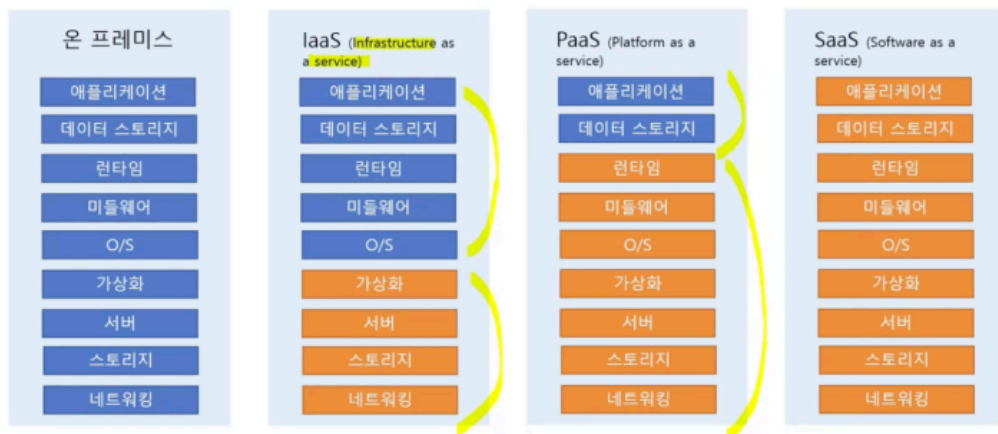 온 프레미스
애플리케이션
데이터 스토리지
런타임
미들웨어
O/S
가상화
서버
스토리지
네트워킹
IaaS (Infrastructure as
a service)
애플리케이션
데이터 스토리지
런타임
미들웨어
O/S
가상화
서버
스토리지
네트워킹
PaaS (Platform as a
service)
애플리케이션
데이터 스토리지
런타임
미들웨어
O/S
가상화
서버
스토리지
네트워킹
SaaS (Software as a
service)
애플리케이션
데이터 스토리지
런타임
미들웨어
O/S
가상화
서버
스토리지
네트워킹